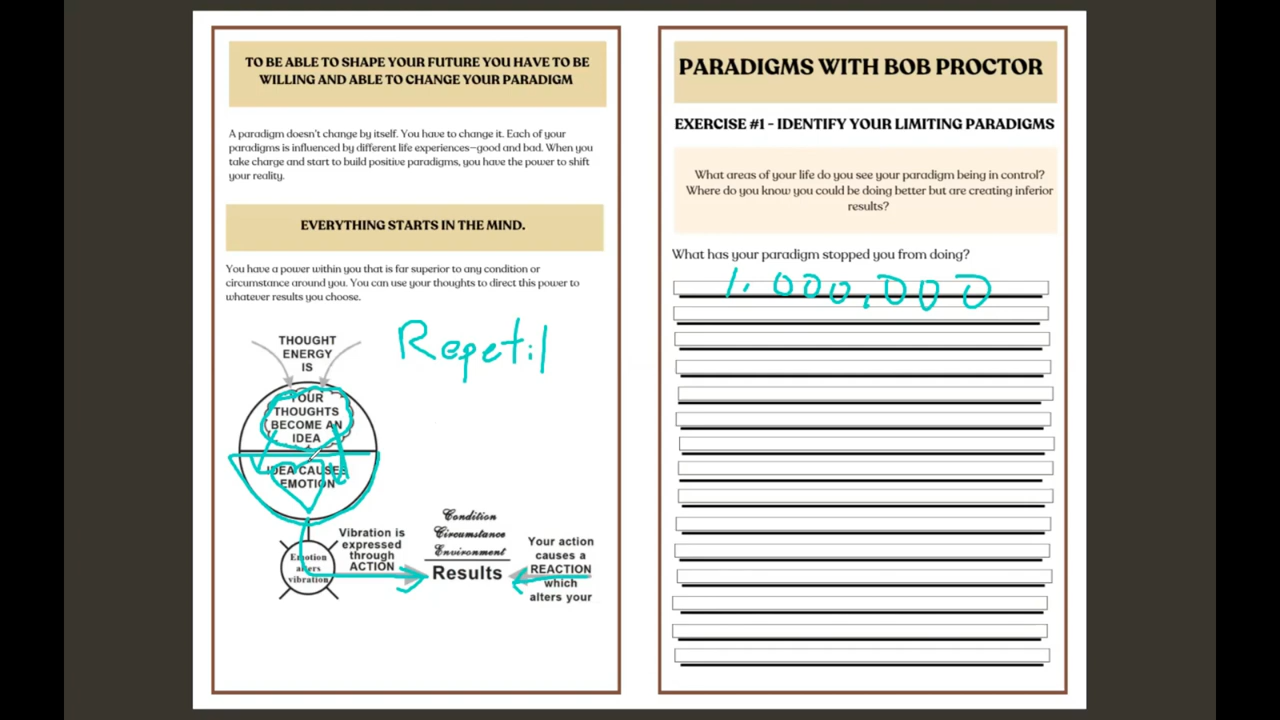 TO BE ABLE TO SHAPE YOUR FUTURE YOU HAVE TO BE
WILLING AND ABLE TO CHANGE YOUR PARADIGM
A paradigm doesn't change by itself. You have to change it. Each of your
paradigms is influenced by different life experiences—good and bad. When you
take charge and start to build positive paradigms, you have the power to shift
your reality.
EVERYTHING STARTS IN THE MIND.
You have a power within you that is far superior to any condition or
circumstance around you. You can use your thoughts to direct this power to
whatever results you choose.
THOUGHT
ENERGY
IS
Repeti
YOUR
THOUGHTS
BECOME AN
IDEA
IDEA CAUSES
EMOTION
Emotion
alters
vibration
Vibration is
expressed
through
ACTION
Condition
Circumstance
Environment
Results
Your action
causes a
REACTION
which
alters your
PARADIGMS WITH BOB PROCTOR
EXERCISE #1 - IDENTIFY YOUR LIMITING PARADIGMS
What areas of your life do you see your paradigm being in control?
Where do you know you could be doing better but are creating inferior
results?
What has your paradigm stopped you from doing?
1.000,000